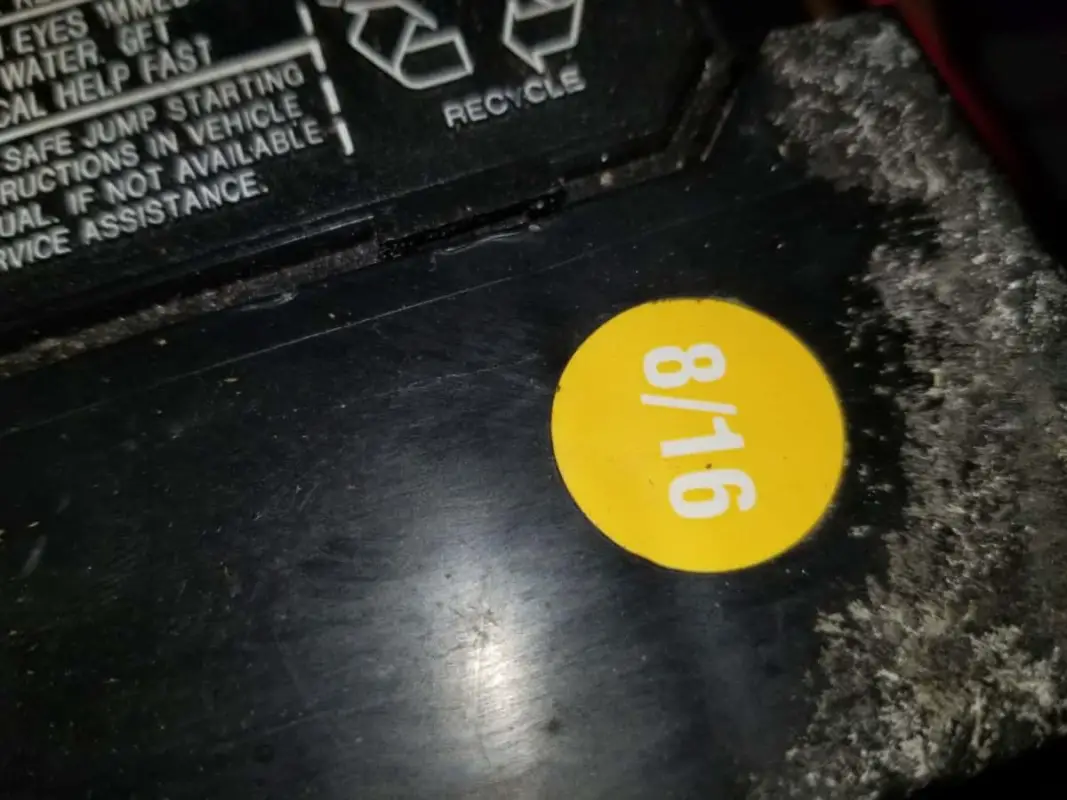 EYES IMMED
WATER. GET
CAL HELP FAST
SAFE JUMP STARTING
RUCTIONS IN VEHICLE
UAL. IF NOT AVAILABLE
RVICE ASSISTANCE.
RECYCLE
8/16